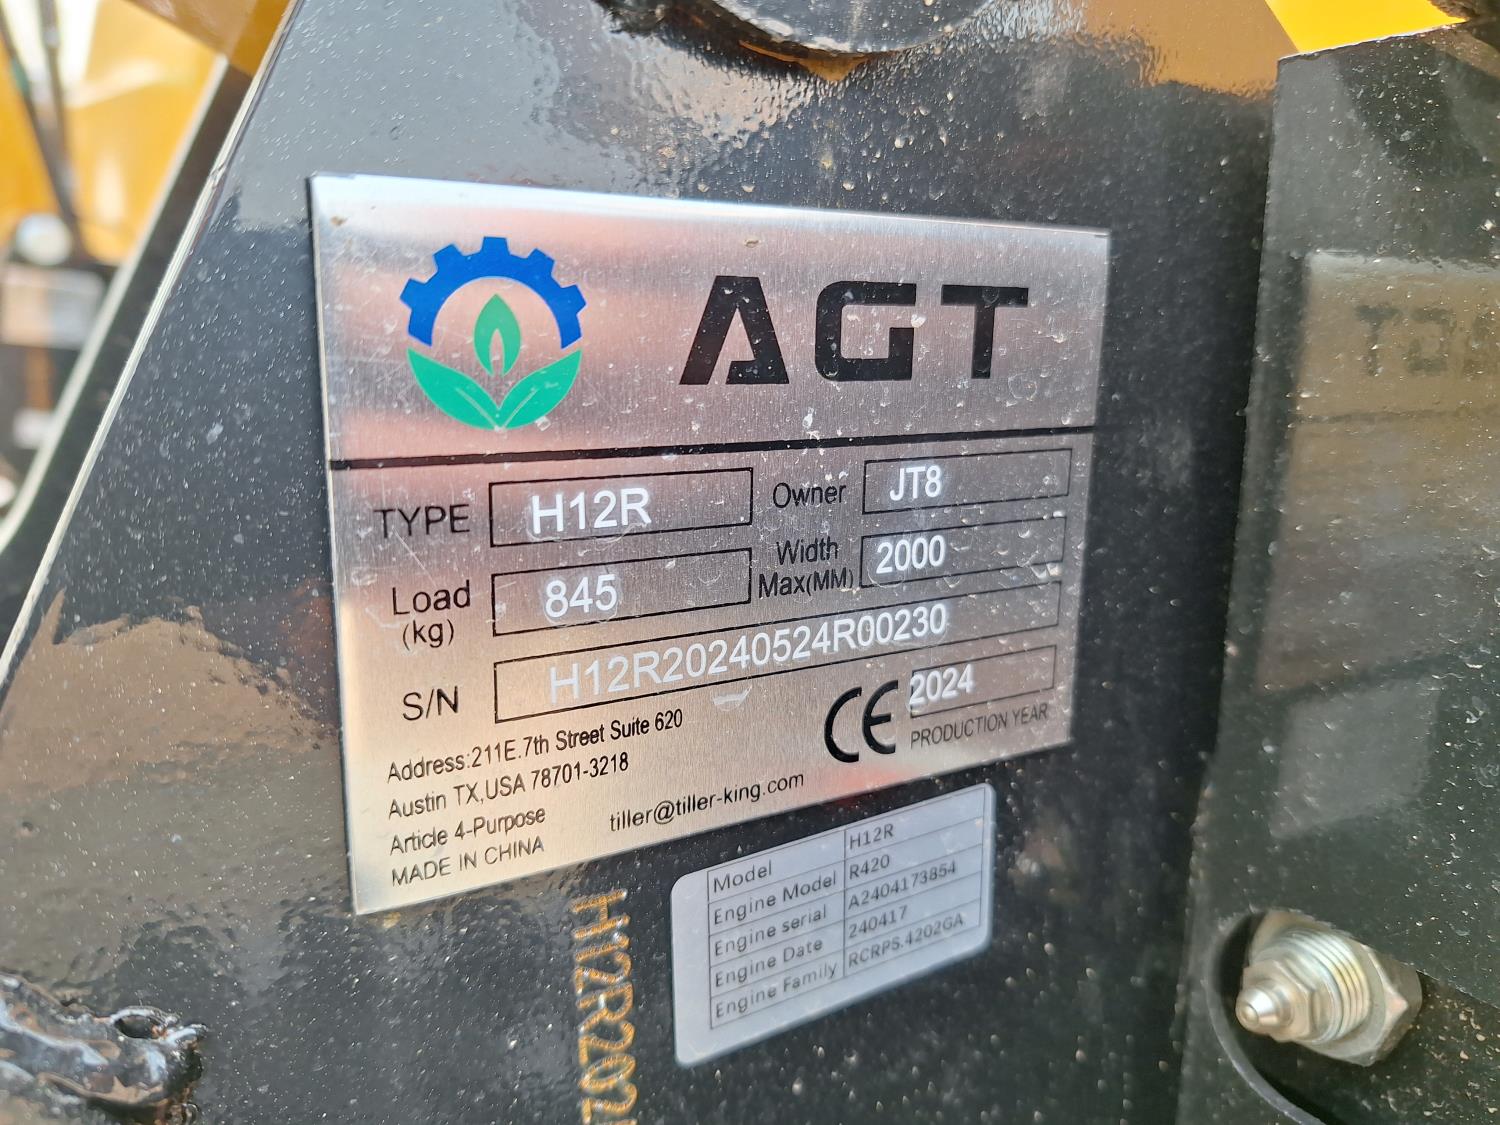 AGT
TYPE H12R Owner JT8
Load (kg) 845 Width Max(MM) 2000
S/N H12R20240524R00230
CE 2024
PRODUCTION YEAR
Address:211E.7th Street Suite 620
Austin TX,USA 78701-3218
Article 4-Purpose
MADE IN CHINA
tiller@tiller-king.com
Model H12R
Engine Model R420
Engine serial A2404173854
Engine Date 240417
Engine Family RCRPS.4202GA
H12R202